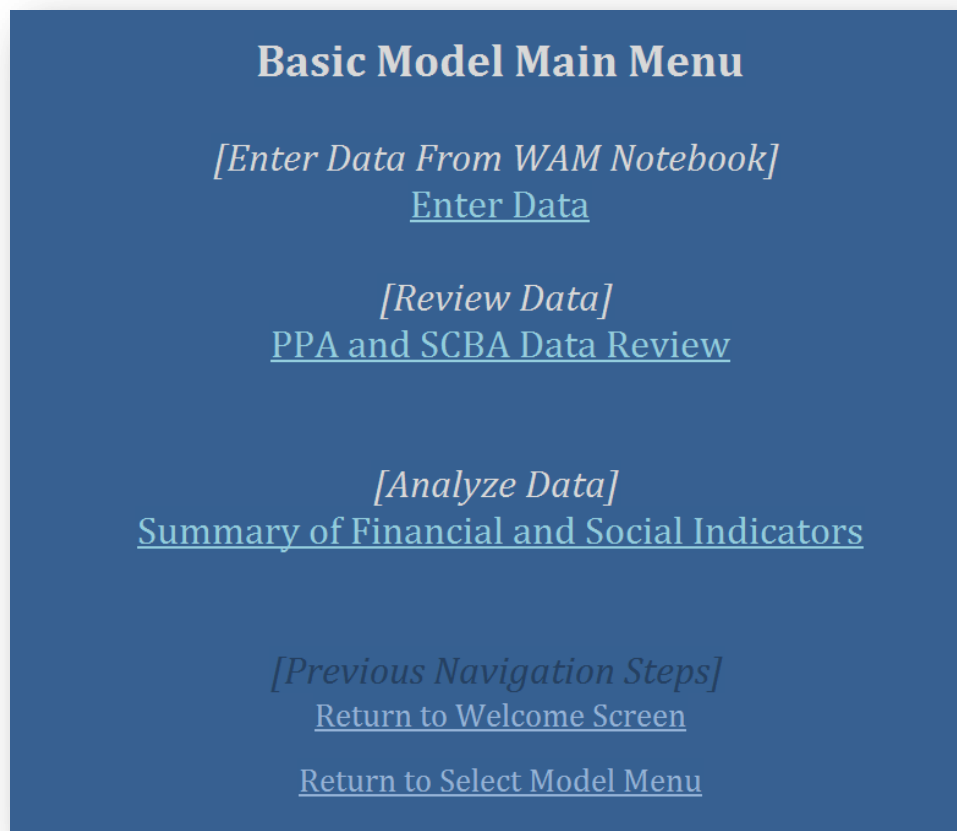 Basic Model Main Menu
[Enter Data From WAM Notebook]
Enter Data
[Review Data]
PPA and SCBA Data Review
[Analyze Data]
Summary of Financial and Social Indicators
[Previous Navigation Steps]
Return to Welcome Screen
Return to Select Model Menu